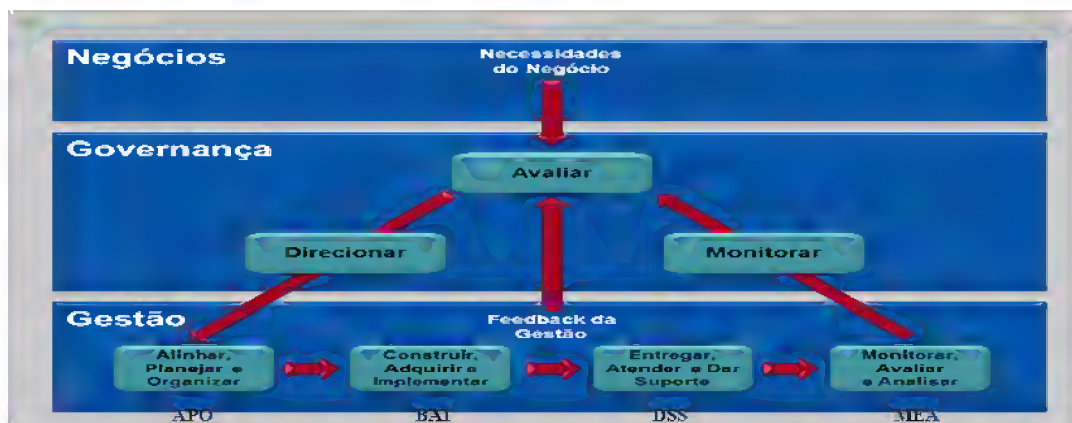 Negócios
Necessidades
do Negócio
Governança
Avaliar
Direcionar
Monitorar
Gestão
Feedback da
Gestão
Alinhar,
Planejar e
Organizar
Construir,
Adquirir e
Implementar
Entregar,
Atender e Dar
Suporte
Monitorar,
Avaliar
e Analisar
APO
BAI
DSS
MEA